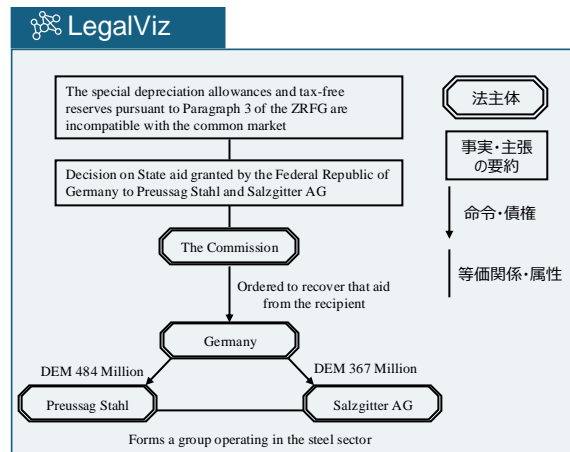 LegalViz
The special depreciation allowances and tax-free
reserves pursuant to Paragraph 3 of the ZRFG are
incompatible with the common market
Decision on State aid granted by the Federal Republic of
Germany to Preussag Stahl and Salzgitter AG
The Commission
Ordered to recover that aid
from the recipient
Germany
DEM 484 Million
DEM 367 Million
Preussag Stahl
Salzgitter AG
Forms a group operating in the steel sector
法主体
事実・主張
の要約
命令・債権
等価関係・属性